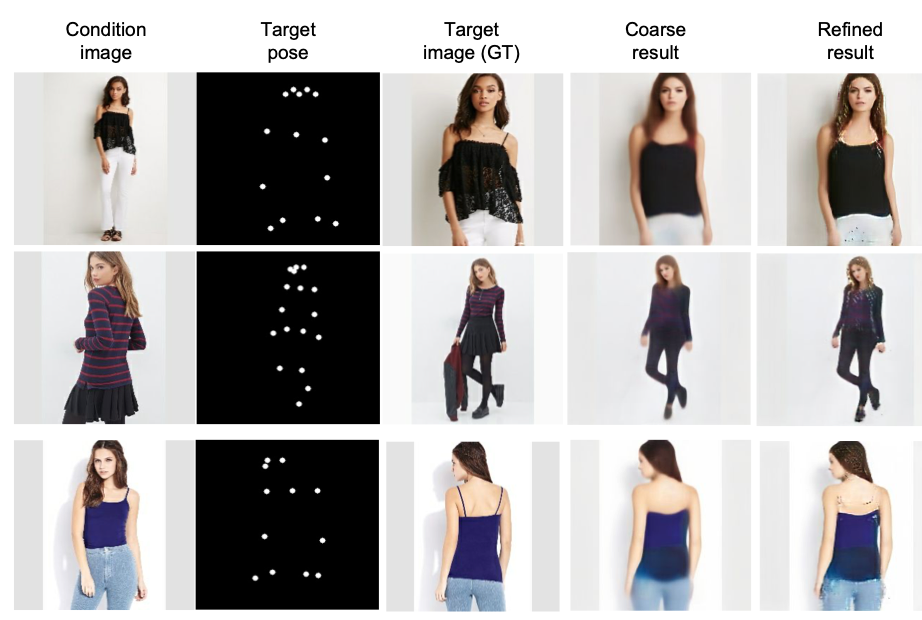 Condition image
Target pose
Target image (GT)
Coarse result
Refined result